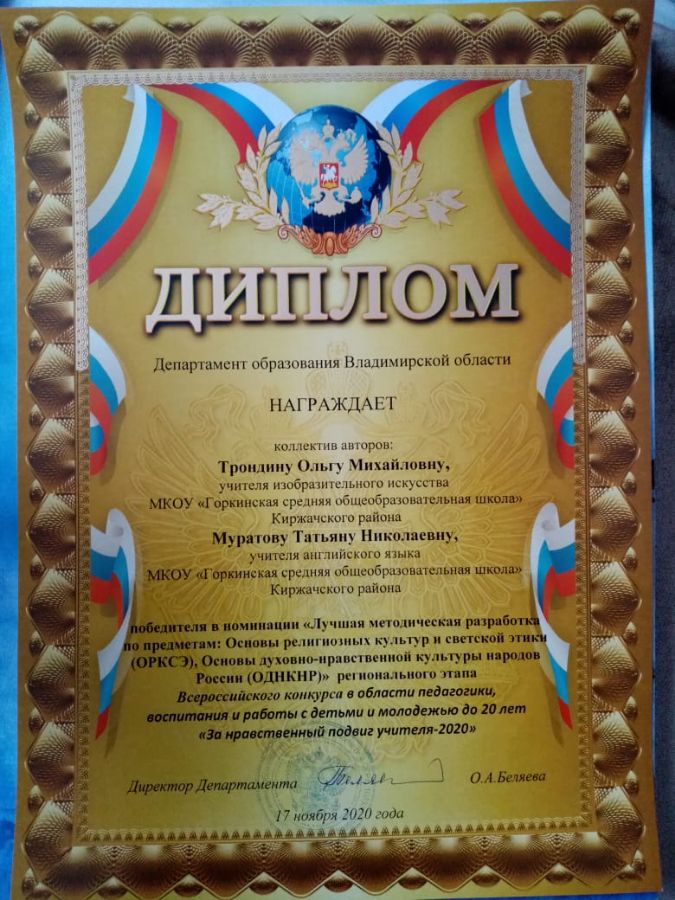 ДИПЛОМ
Департамент образования Владимирской области
НАГРАЖДАЕТ
коллектив авторов:
Трондину Ольгу Михайловну,
учителя изобразительного искусства
МКОУ «Горкинская средняя общеобразовательная школа»
Киржачского района
Муратову Татьяну Николаевну,
учителя английского языка
МКОУ «Горкинская средняя общеобразовательная школа»
Киржачского района
победителя в номинации «Лучшая методическая разработка
по предметам: Основы религиозных культур и светской этики
(ОРКСЭ), Основы духовно-нравственной культуры народов
России (ОДНКНР)» регионального этапа
Всероссийского конкурса в области педагогики,
воспитания и работы с детьми и молодежью до 20 лет
«За нравственный подвиг учителя-2020»
Директор Департамента О.А.Беляева
17 ноября 2020 года